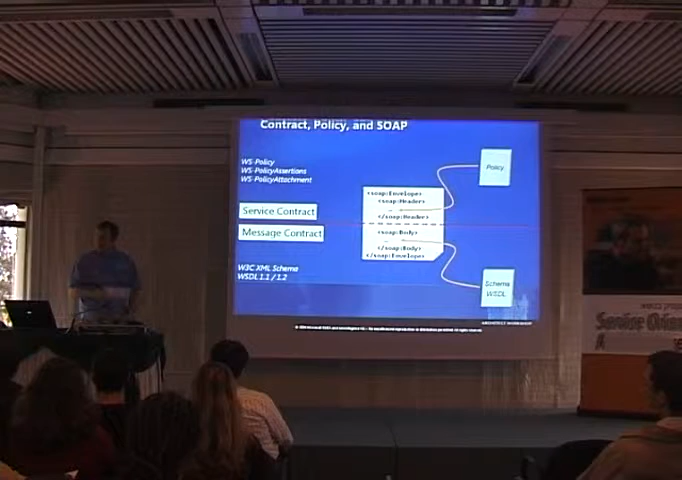 Contract, Policy, and SOAP
WS-Policy
WS-PolicyAssertions
WS-PolicyAttachment
Policy
<soap:Envelope>
<soap:Header>
</soap:Header>
Service Contract
Message Contract
<soap:Body>
</soap:Body>
</soap:Envelope>
W3C XML Schema
WSDL 1.1 / 1.2
Schema
WSDL
Service Orien